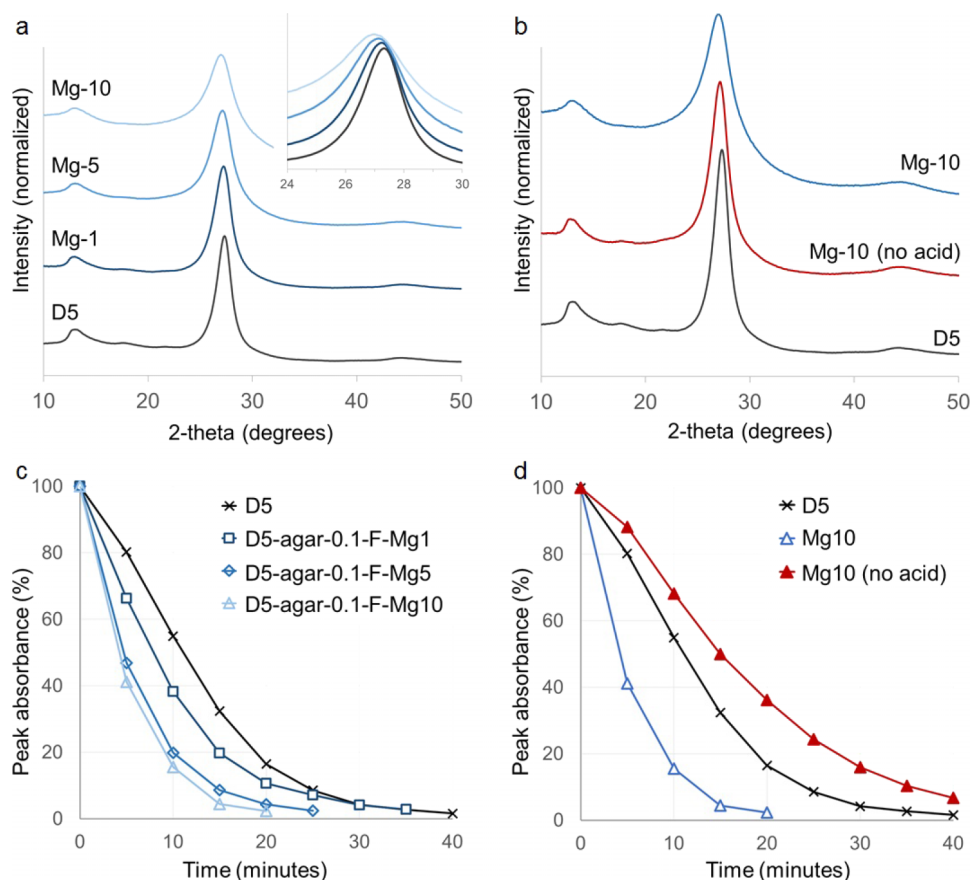 a
Intensity (normalized)
Mg-10
Mg-5
Mg-1
D5
24 26 28 30
10 20 30 40 50
2-theta (degrees)
b
Intensity (normalized)
Mg-10
Mg-10 (no acid)
D5
10 20 30 40 50
2-theta (degrees)
c
Peak absorbance (%)
100
80
60
40
20
0
D5
D5-agar-0.1-F-Mg1
D5-agar-0.1-F-Mg5
D5-agar-0.1-F-Mg10
0 10 20 30 40
Time (minutes)
d
Peak absorbance (%)
100
80
60
40
20
0
D5
Mg10
Mg10 (no acid)
0 10 20 30 40
Time (minutes)